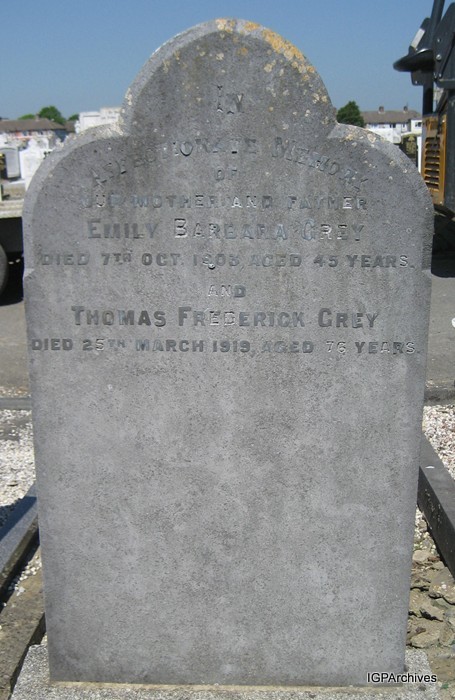 IN
AFFECTIONATE MEMORY
OF
OUR MOTHER AND FATHER
EMILY BARBARA GREY
DIED 7TH OCT. 1903 AGED 45 YEARS.
AND
THOMAS FREDERICK GREY
DIED 25TH MARCH 1919, AGED 76 YEARS.
IGPArchives